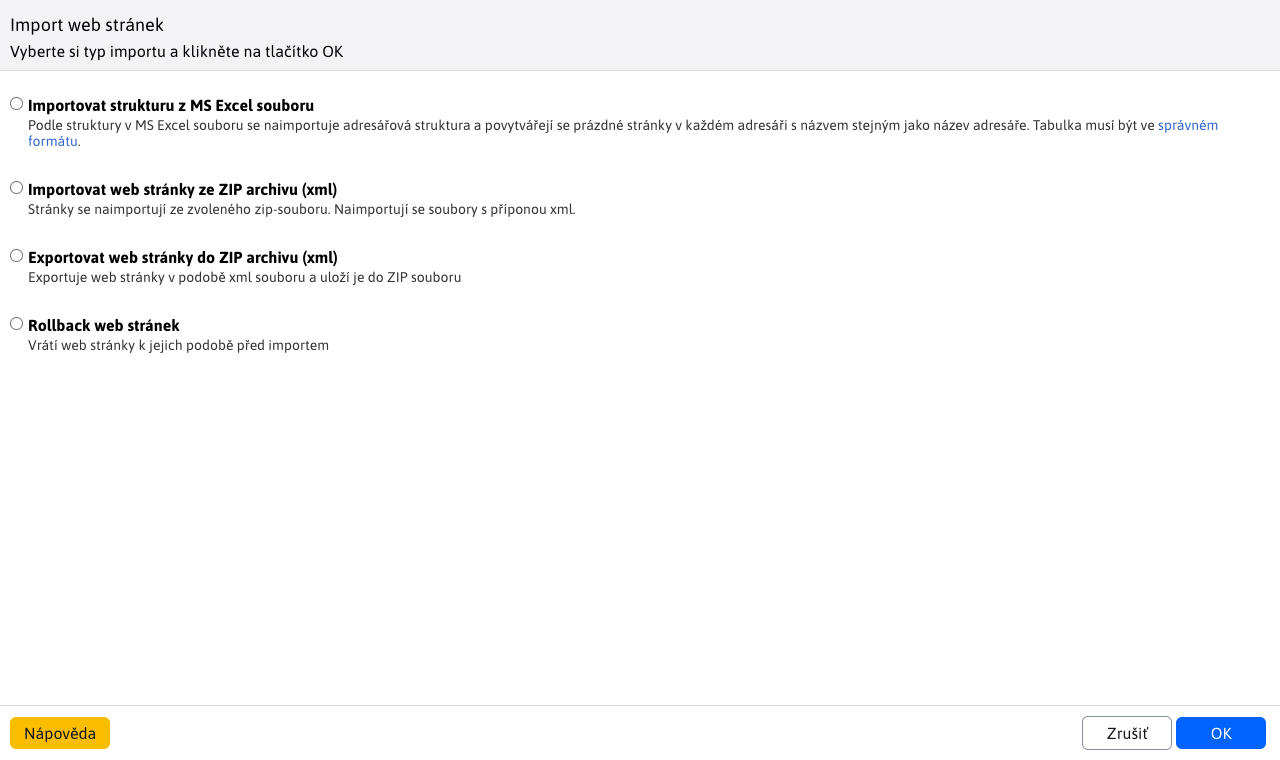 Import web stránek
Vyberte si typ importu a klikněte na tlačítko OK
Importovat strukturu z MS Excel souboru
Podle struktury v MS Excel souboru se naimportuje adresářová struktura a povytvářejí se prázdné stránky v každém adresáři s názvem stejným jako název adresáře. Tabulka musí být ve správném
formátu.
Importovat web stránky ze ZIP archivu (xml)
Stránky se naimportují ze zvoleného zip-souboru. Naimportují se soubory s příponou xml.
Exportovat web stránky do ZIP archivu (xml)
Exportuje web stránky v podobě xml souboru a uloží je do ZIP souboru
Rollback web stránek
Vrátí web stránky k jejich podobě před importem
Nápověda
Zrušiť
OK